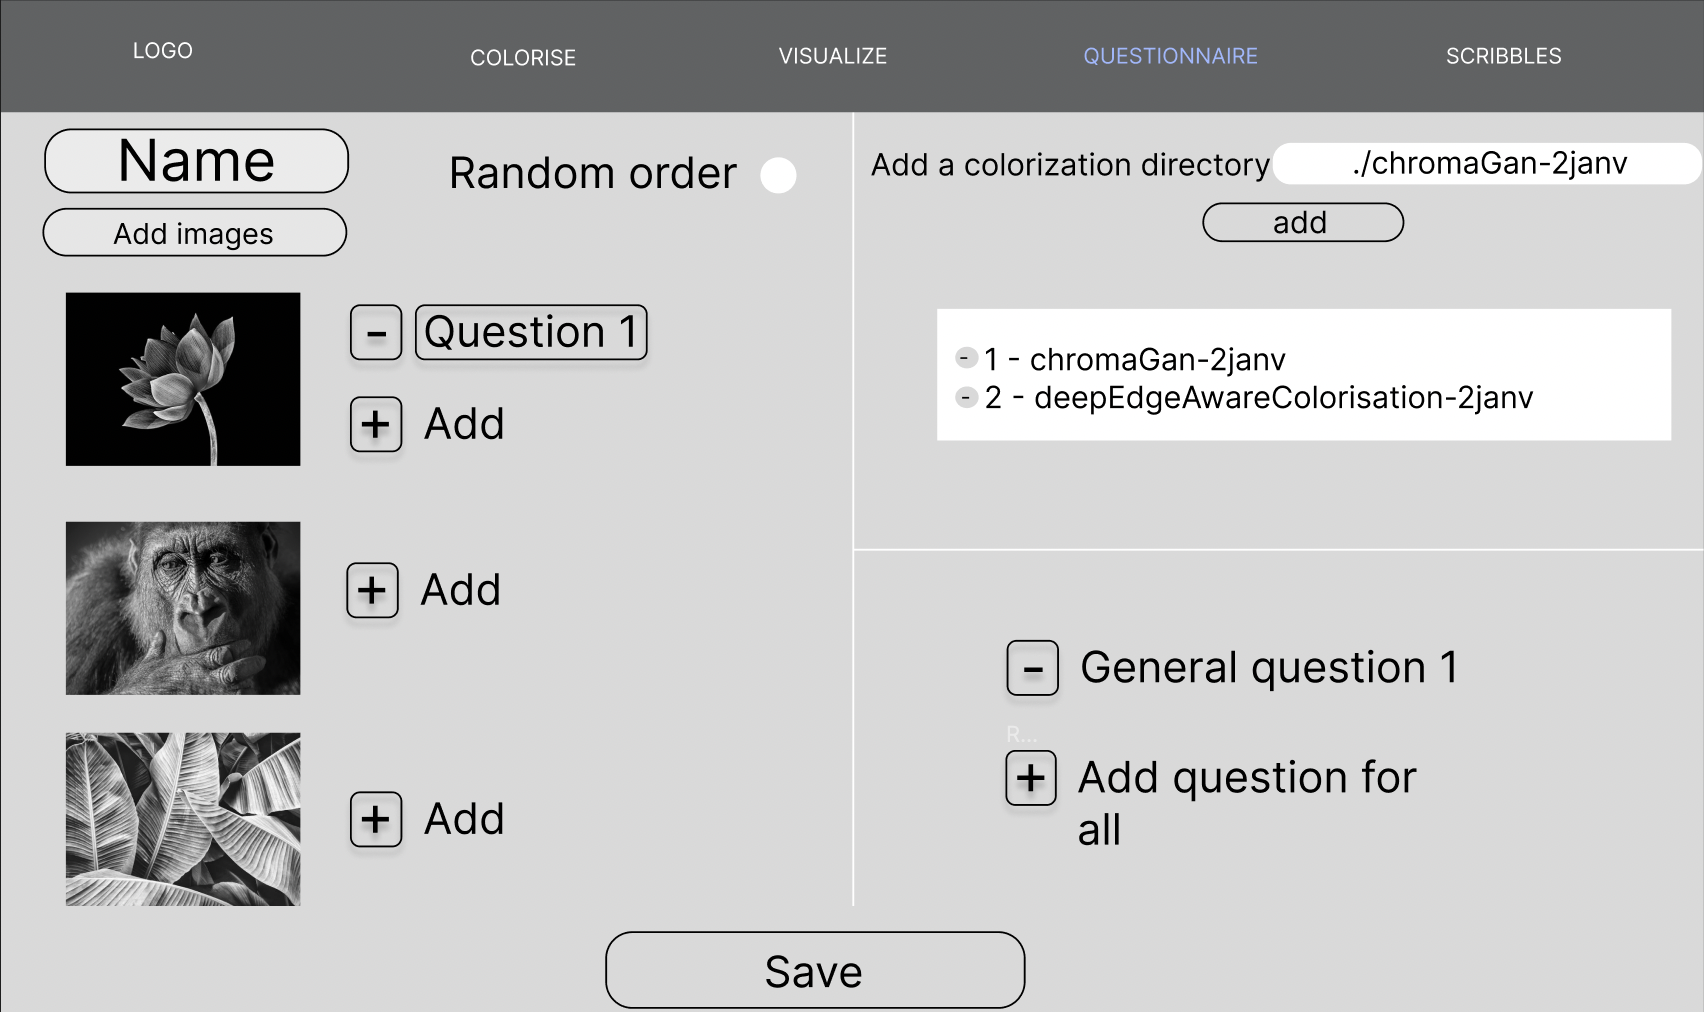 LOGO
COLORISE
VISUALIZE
QUESTIONNAIRE
SCRIBBLES
Name
Random order
Add images
- Question 1
+ Add
+ Add
+ Add
Add a colorization directory ./chromaGan-2janv
add
- 1 - chromaGan-2janv
- 2 - deepEdgeAwareColorisation-2janv
- General question 1
R...
+ Add question for
all
Save